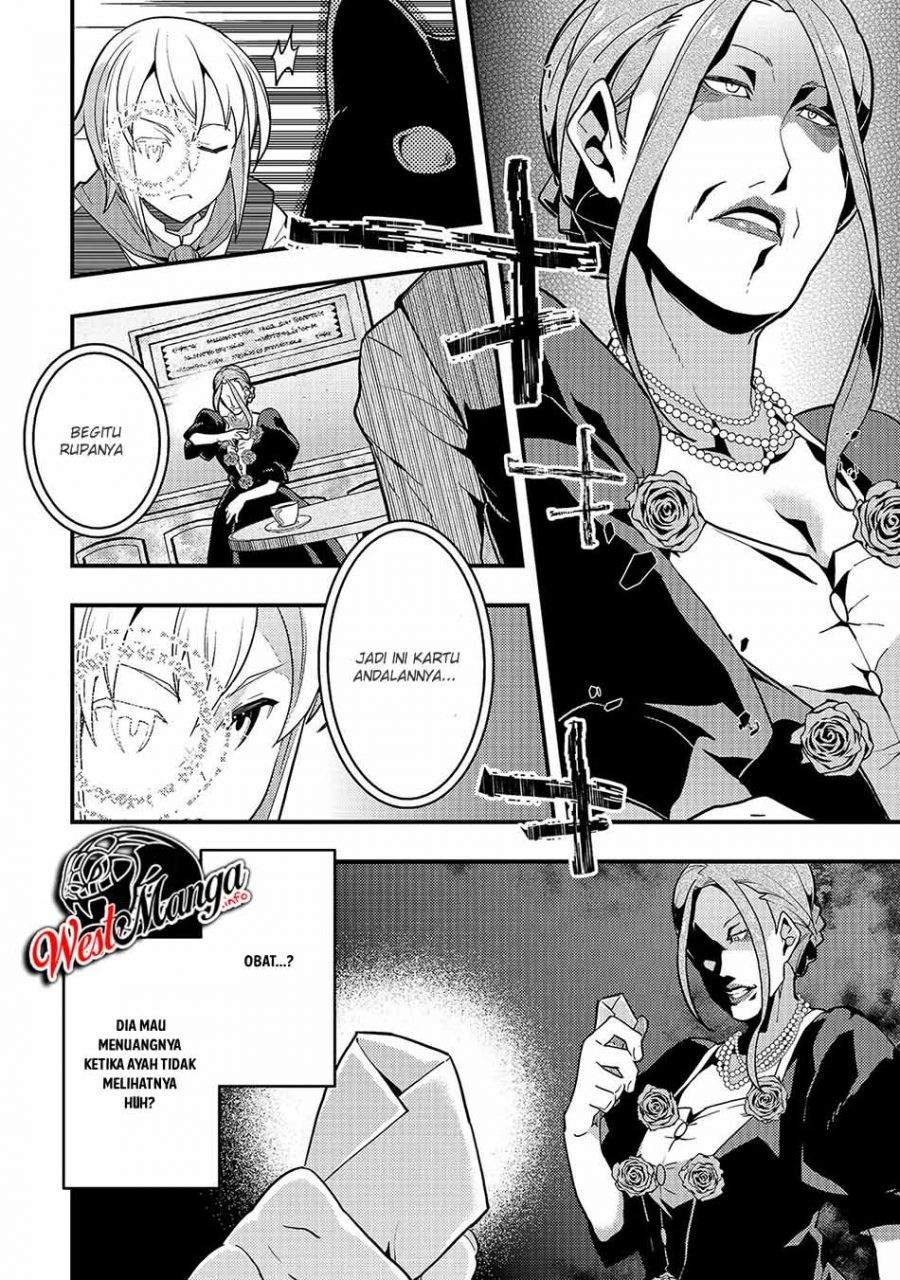 BEGITU
RUPANYA
JADI INI KARTU
ANDALANNYA...
WestManga
.info
OBAT...?
DIA MAU
MENUANGNYA
KETIKA AYAH TIDAK
MELIHATNYA
HUH?